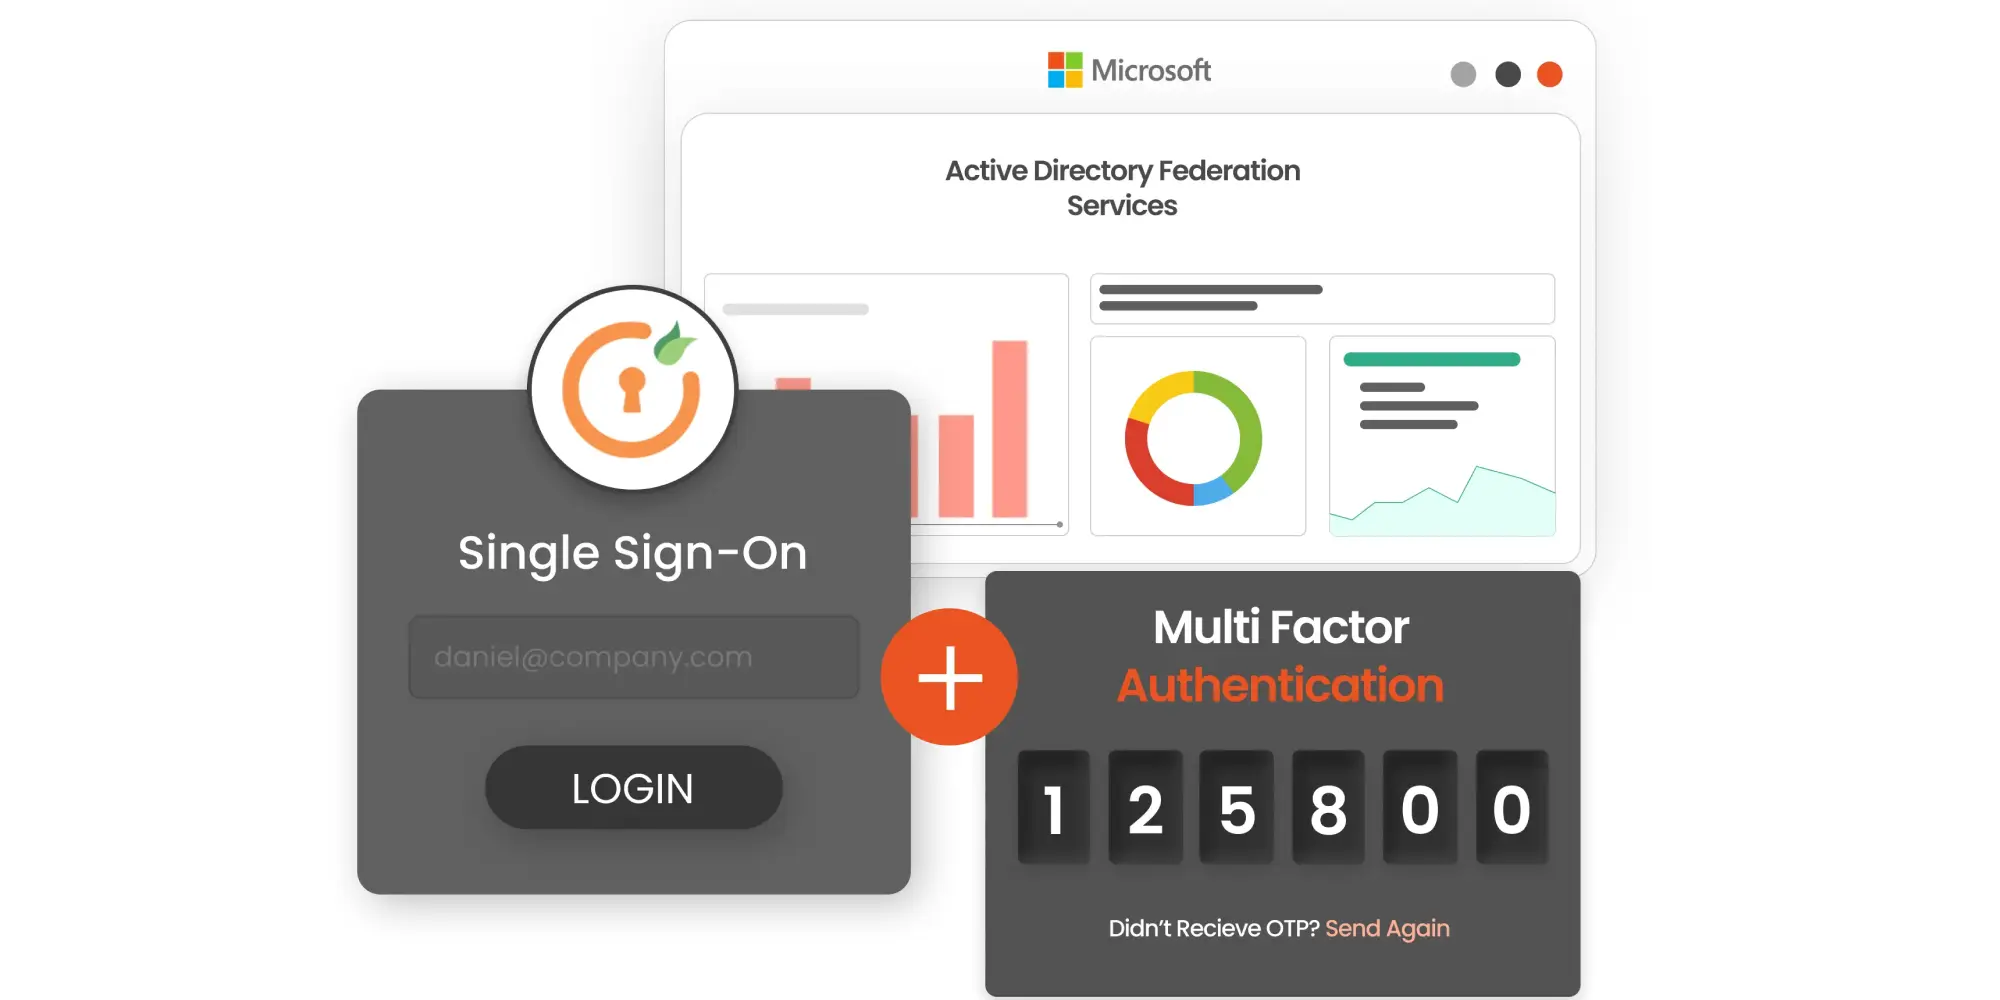 Microsoft
Active Directory Federation
Services
Single Sign-On
daniel@company.com
LOGIN
Multi Factor
Authentication
1 2 5 8 0 0
Didn't Recieve OTP? Send Again